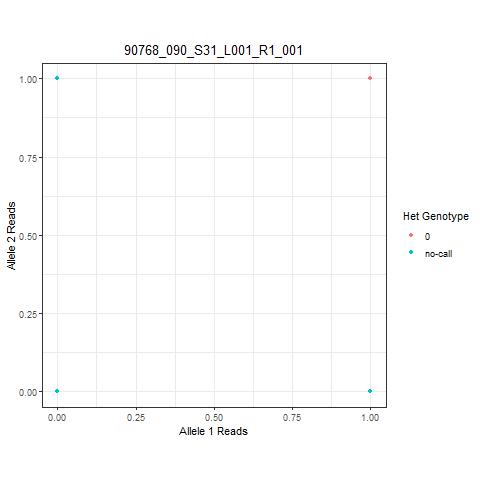 90768_090_S31_L001_R1_001
1.00
0.75
0.50
0.25
0.00
Allele 2 Reads
0.00 0.25 0.50 0.75 1.00
Allele 1 Reads
Het Genotype
0
no-call